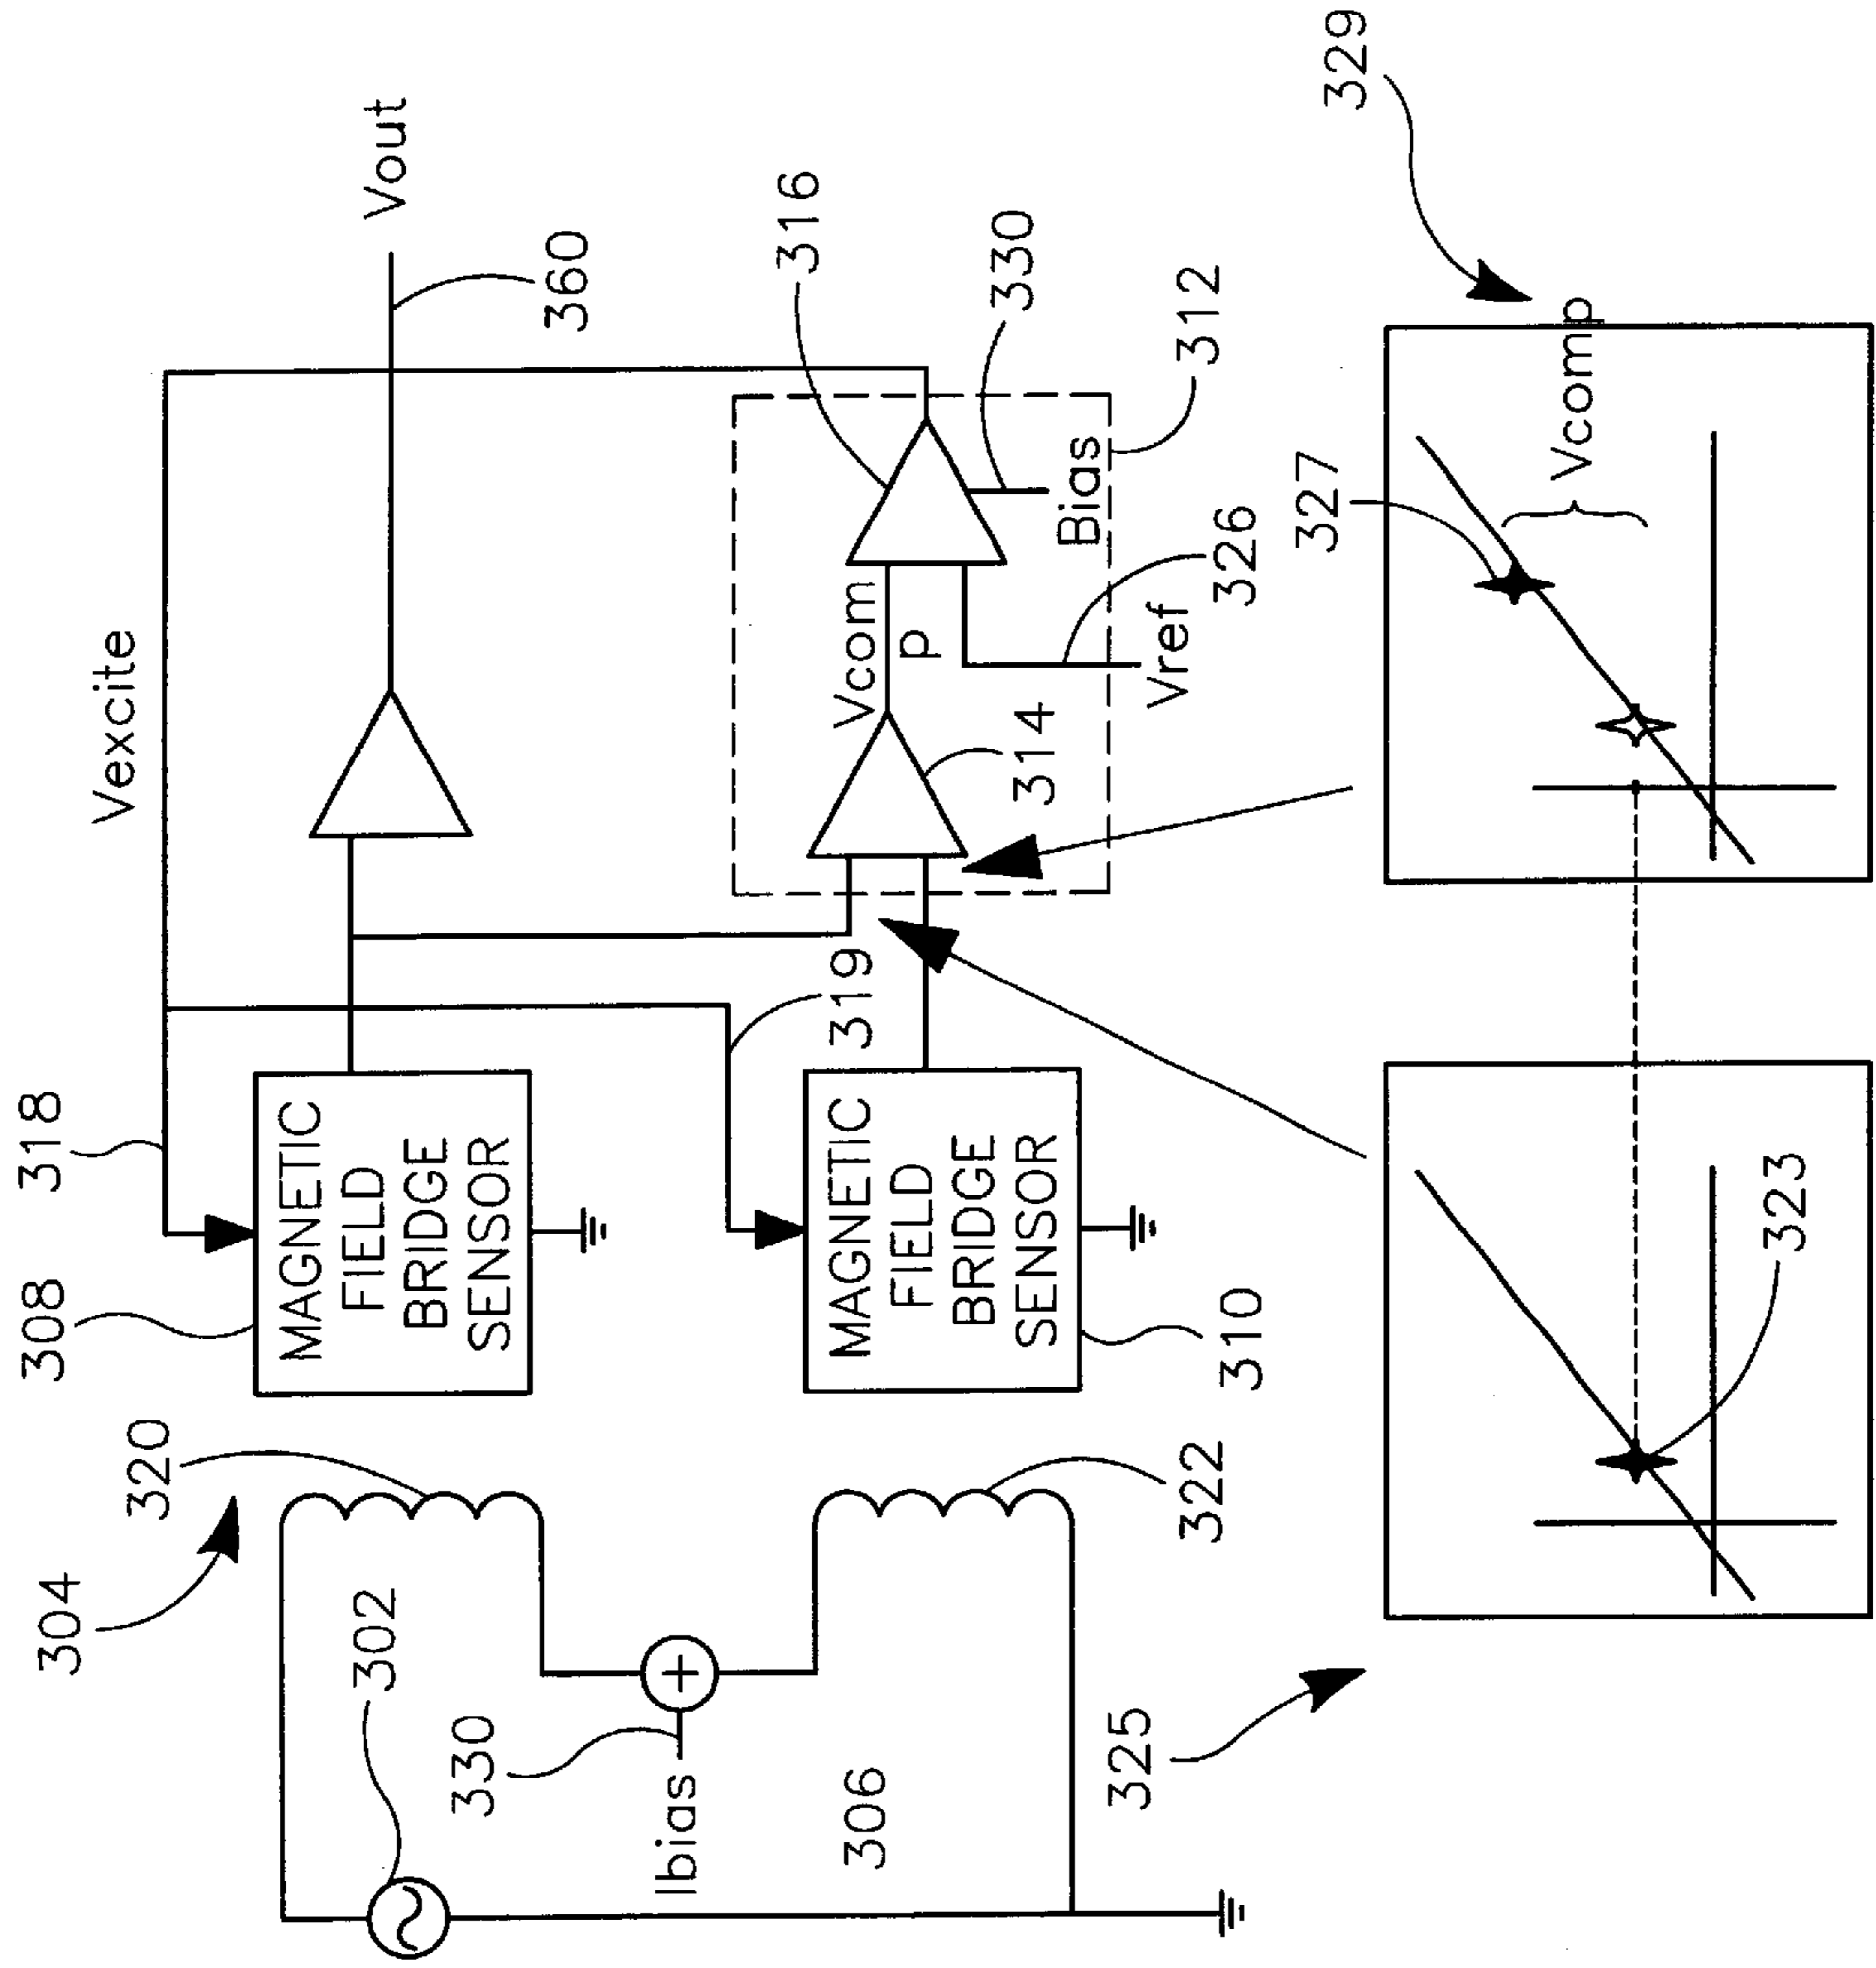 304
320
302
330
Ibias
306
322
325
308
318
Vexcite
MAGNETIC
FIELD
BRIDGE
SENSOR
319
MAGNETIC
FIELD
BRIDGE
SENSOR
310
Vout
360
316
330
312
Vcom
p
314
Bias
Vref
326
323
327
Vcomp
329